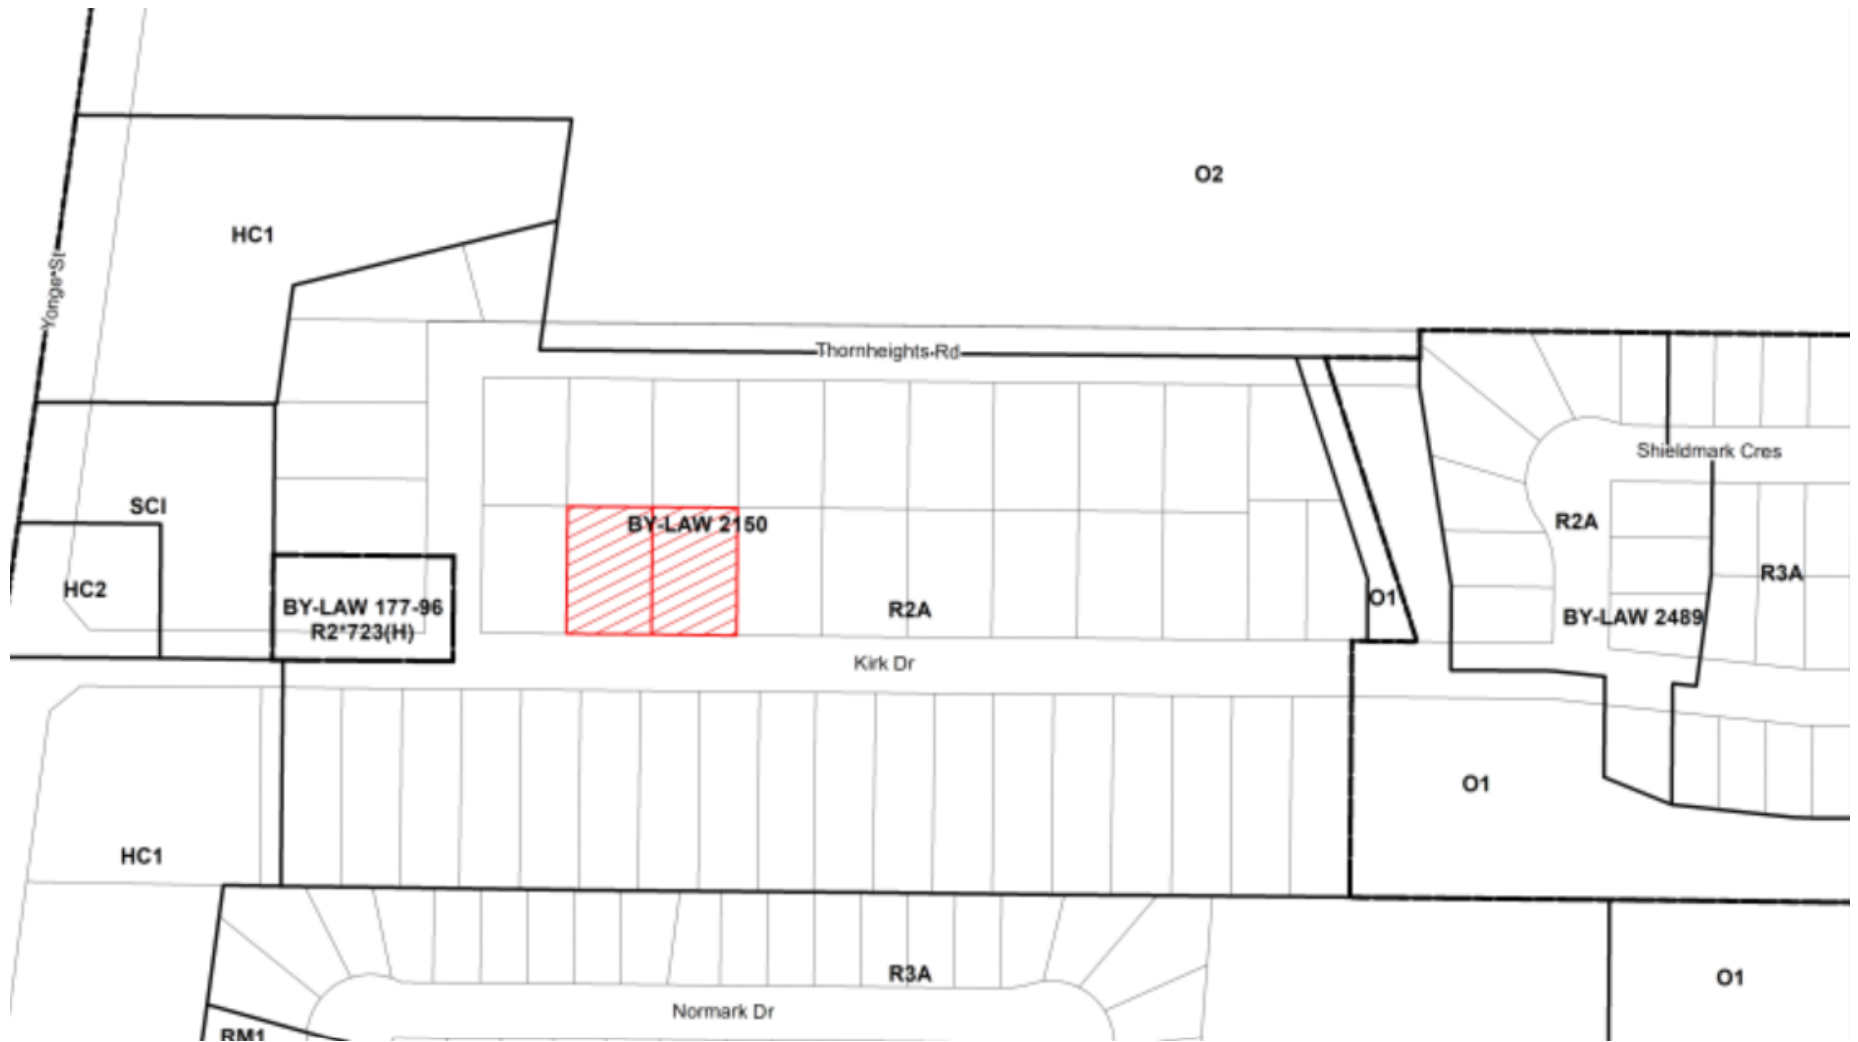 O2
HC1
Yonge St
Thornheights Rd
Shieldmark Cres
SCI
BY-LAW 2150
R2A
R3A
HC2
BY-LAW 177-96
R2*723(H)
R2A
O1
BY-LAW 2489
Kirk Dr
O1
HC1
R3A
O1
Normark Dr
RM1